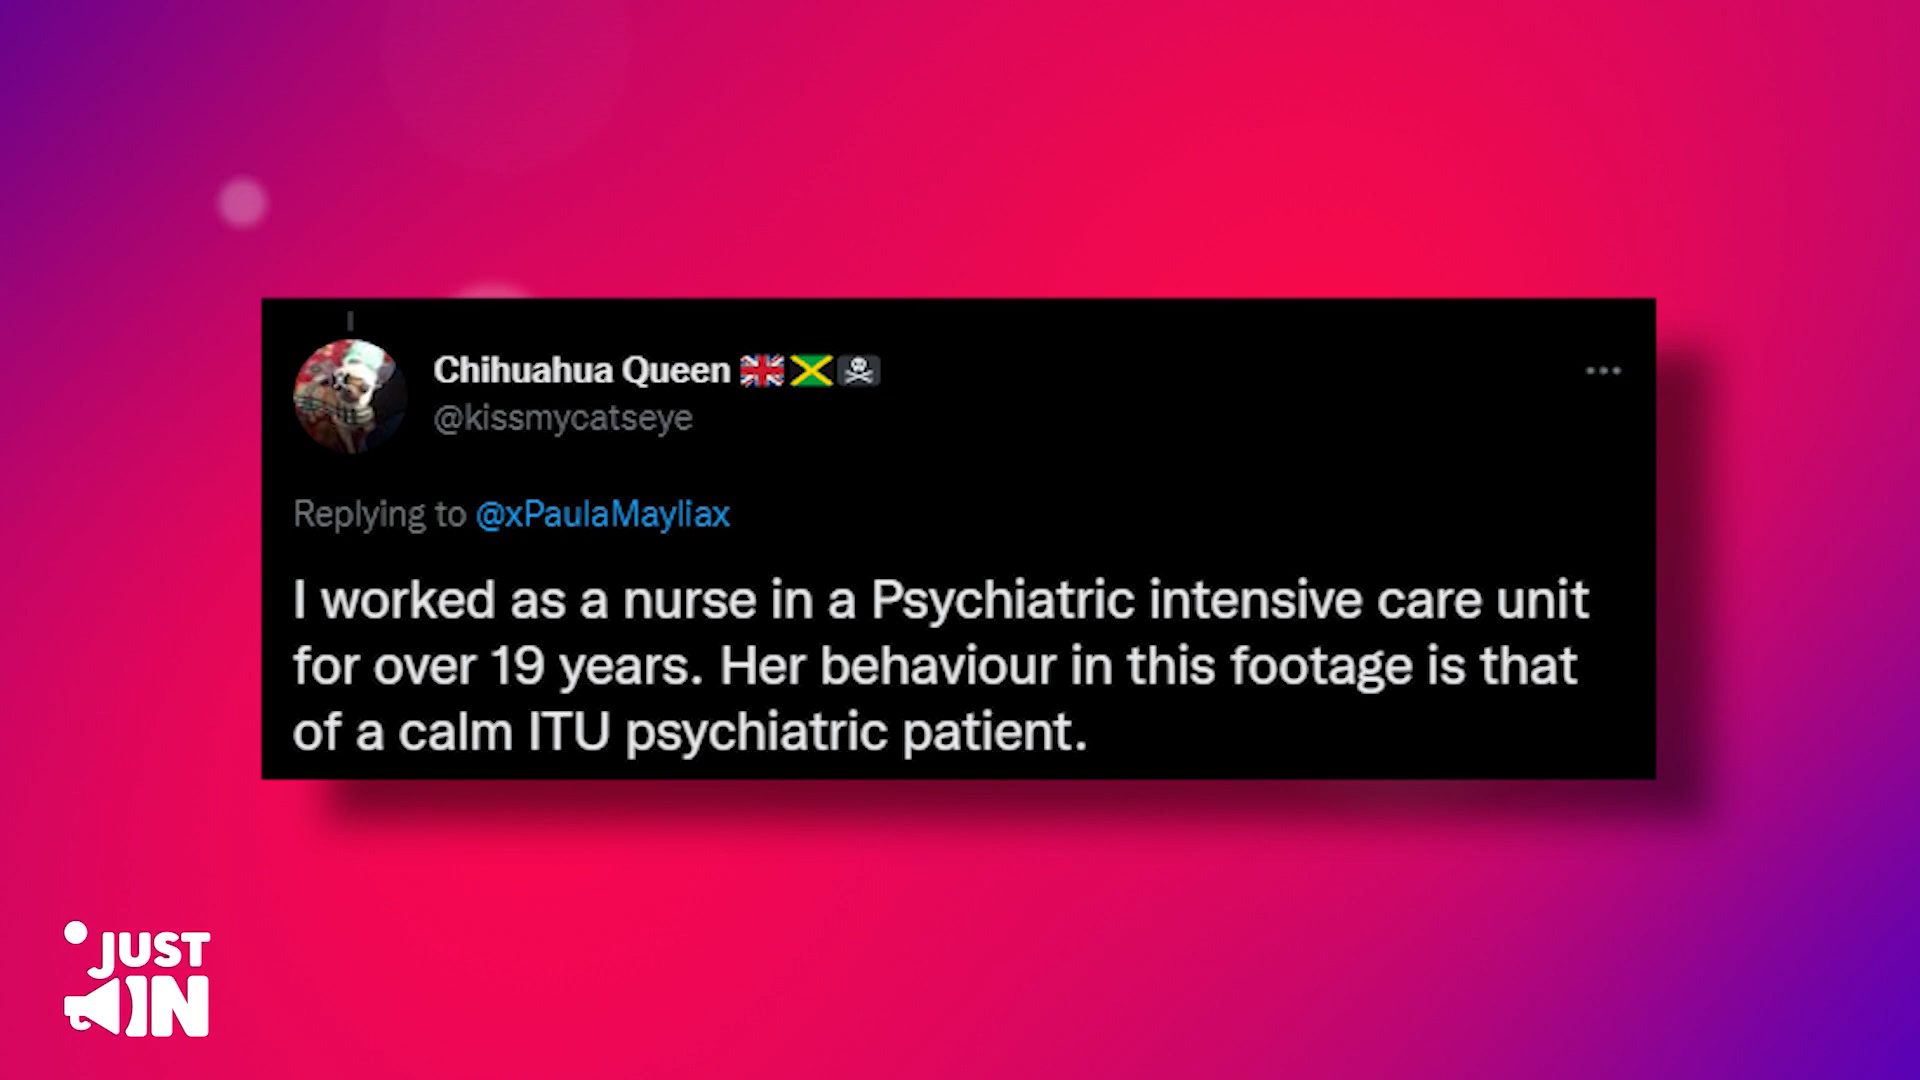 Chihuahua Queen 🇬🇧🇯🇲☠
@kissmycatseye
Replying to @xPaulaMayliax
I worked as a nurse in a Psychiatric intensive care unit
for over 19 years. Her behaviour in this footage is that
of a calm ITU psychiatric patient.
JUST
IN